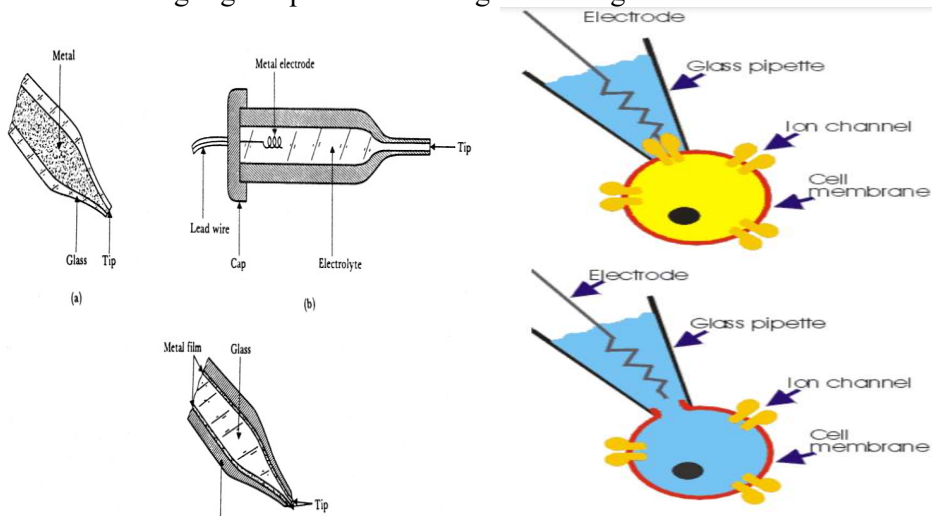 Metal
Glass
Tip
(a)
Metal electrode
Tip
Lead wire
Cap
Electrolyte
(b)
Metal film
Glass
Tip
Electrode
Glass pipette
Ion channel
Cell
membrane
Electrode
Glass pipette
Ion channel
Cell
membrane